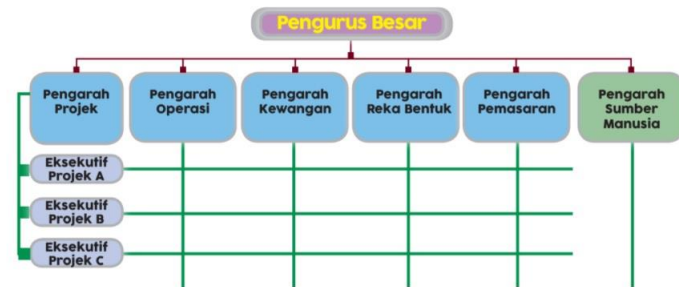 Pengurus Besar
Pengarah
Projek
Pengarah
Operasi
Pengarah
Kewangan
Pengarah
Reka Bentuk
Pengarah
Pemasaran
Pengarah
Sumber
Manusia
Eksekutif
Projek A
Eksekutif
Projek B
Eksekutif
Projek C